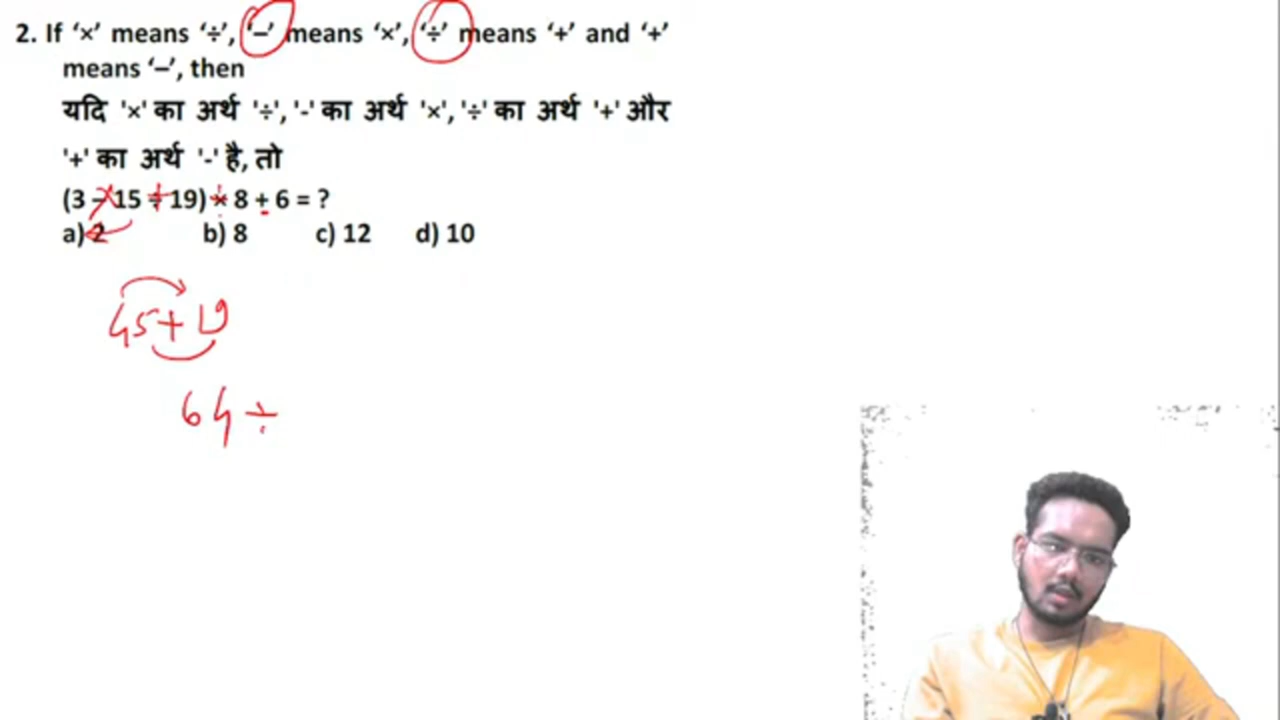 2. If ‘×’ means ‘÷’, ‘–’ means ‘×’, ‘÷’ means ‘+’ and ‘+’
means ‘–’, then
यदि '×' का अर्थ '÷', '-' का अर्थ '×', '÷' का अर्थ '+' और
'+' का अर्थ '-' है, तो
(3 – 15 ÷ 19) × 8 + 6 = ?
a) 2 b) 8 c) 12 d) 10
45 + 19
64 ÷